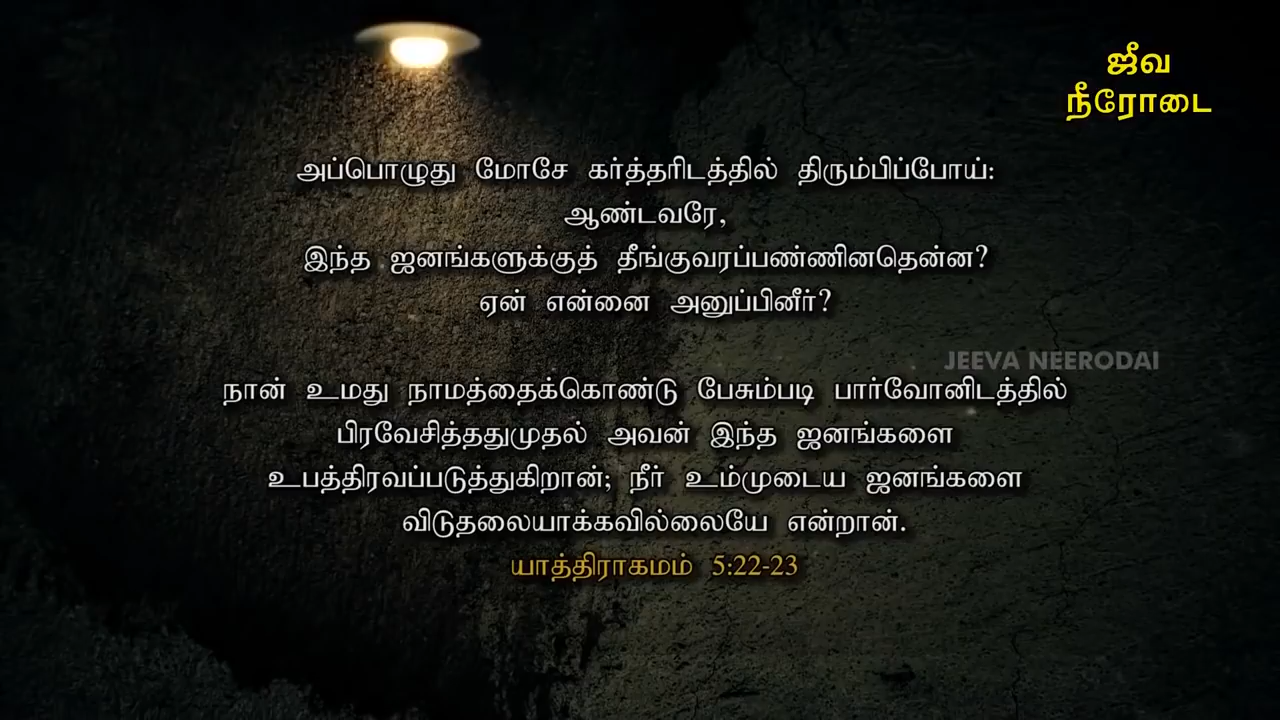 ஜீவ
நீரோடை
அப்பொழுது மோசே கர்த்தரிடத்தில் திரும்பிப்போய்:
ஆண்டவரே,
இந்த ஜனங்களுக்குத் தீங்குவரப்பண்ணினதென்ன?
ஏன் என்னை அனுப்பினீர்?
JEEVA NEERODAI
நான் உமது நாமத்தைக்கொண்டு பேசும்படி பார்வோனிடத்தில்
பிரவேசித்ததுமுதல் அவன் இந்த ஜனங்களை
உபத்திரவப்படுத்துகிறான்; நீர் உம்முடைய ஜனங்களை
விடுதலையாக்கவில்லையே என்றான்.
யாத்திராகமம் 5:22-23